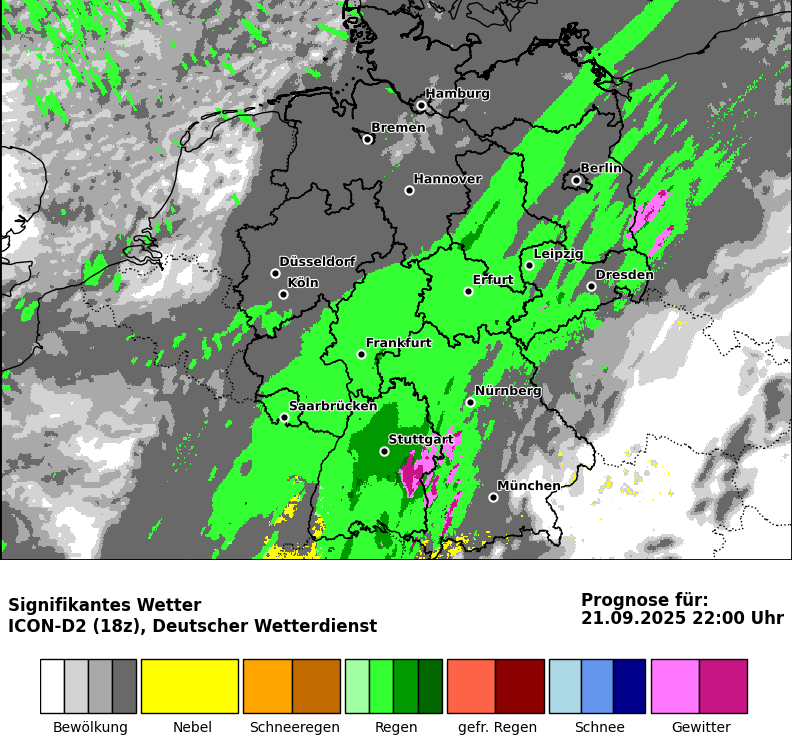 Hamburg
Bremen
Berlin
Hannover
Leipzig
Düsseldorf
Dresden
Köln
Erfurt
Frankfurt
Nürnberg
Saarbrücken
Stuttgart
München
Signifikantes Wetter
ICON-D2 (18z), Deutscher Wetterdienst
Prognose für:
21.09.2025 22:00 Uhr
Bewölkung Nebel Schneeregen Regen gefr. Regen Schnee Gewitter